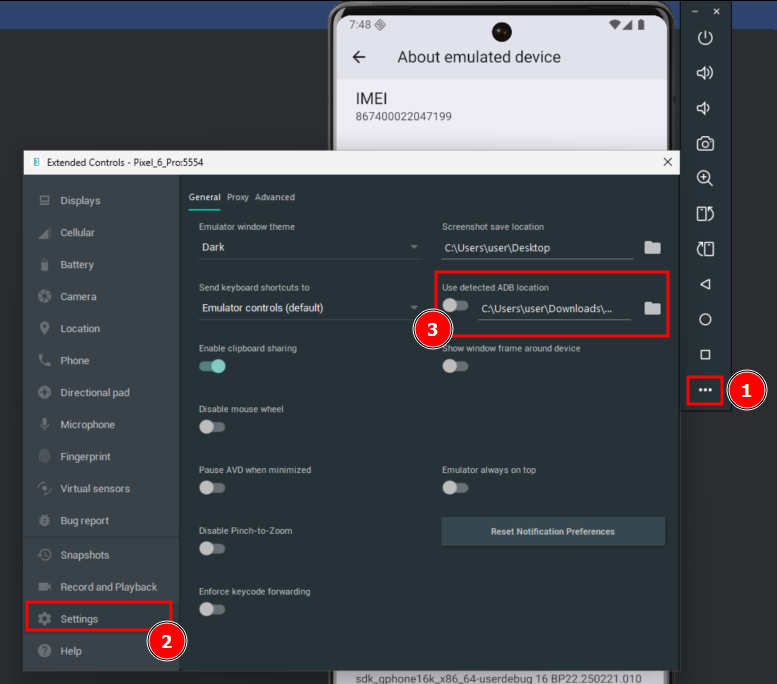 7:48
About emulated device
IMEI
867400022047199
Extended Controls - Pixel_6_Pro:5554
Displays
Cellular
Battery
Camera
Location
Phone
Directional pad
Microphone
Fingerprint
Virtual sensors
Bug report
Snapshots
Record and Playback
Settings
Help
General Proxy Advanced
Emulator window theme
Dark
Screenshot save location
C:\Users\user\Desktop
Send keyboard shortcuts to
Emulator controls (default)
Use detected ADB location
C:\Users\user\Downloads\...
Enable clipboard sharing
Show window frame around device
Disable mouse wheel
Pause AVD when minimized
Emulator always on top
Disable Pinch-to-Zoom
Reset Notification Preferences
Enforce keycode forwarding
1
2
3
sdk_gphone16k_x86_64-userdebug 16 BP22.250221.010